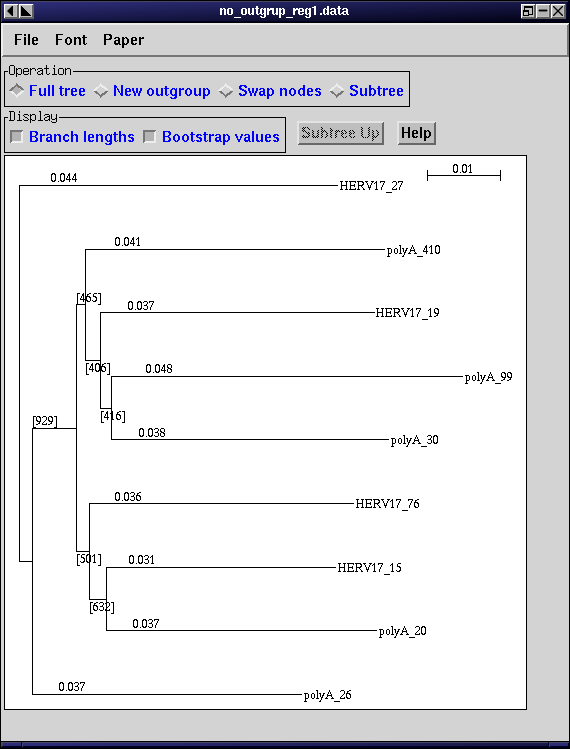 no_outgrup_reg1.data
File Font Paper
Operation
Full tree New outgroup Swap nodes Subtree
Display
Branch lengths Bootstrap values Subtree Up Help
0.01
0.044
HERV17_27
0.041
polyA_410
[465]
0.037
HERV17_19
[406]
0.048
polyA_99
[416]
[929]
0.038
polyA_30
0.036
HERV17_76
[501]
0.031
HERV17_15
[632]
0.037
polyA_20
0.037
polyA_26